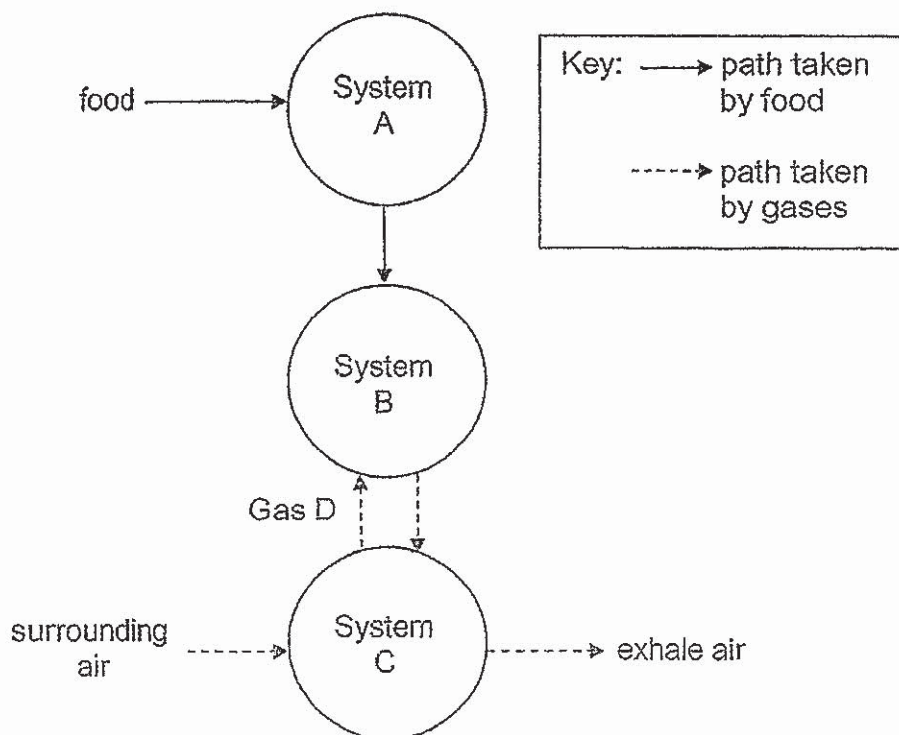 food
System
A
Key: path taken
by food
path taken
by gases
System
B
Gas D
surrounding
air
System
C
exhale air